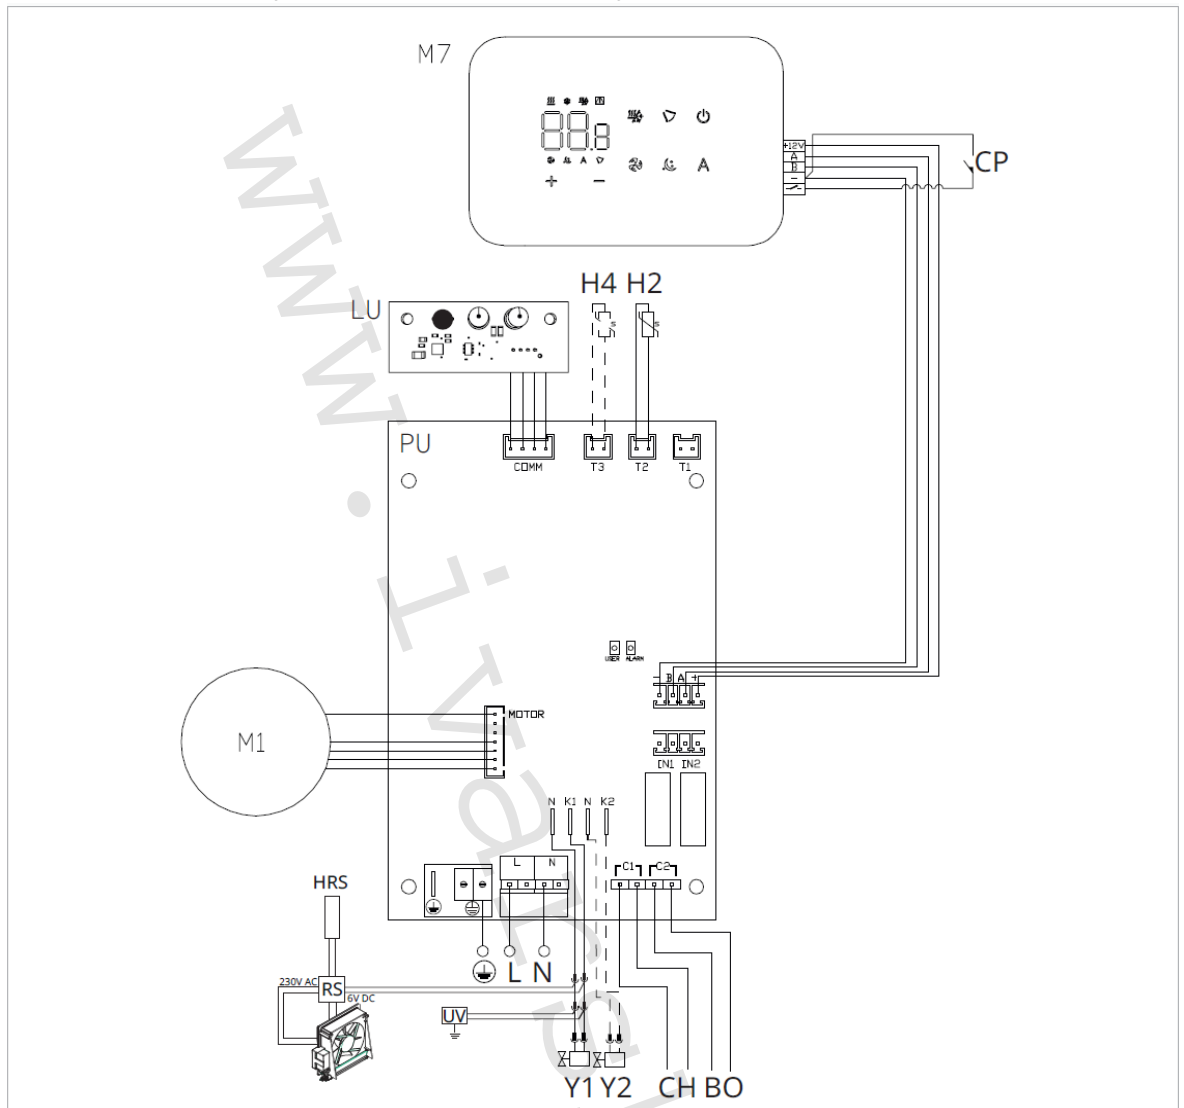 M7
88.8
A
A
+12V
A
B
-
CP
H4 H2
LU
S S
PU
COMM T3 T2 T1
USER ALARM
- B A +
MOTOR
M1
IN1 IN2
N K1 N K2
L N
C1 C2
HRS
L N
230V AC
RS
6V DC
UV
Y1 Y2 CH BO
www.ivarg